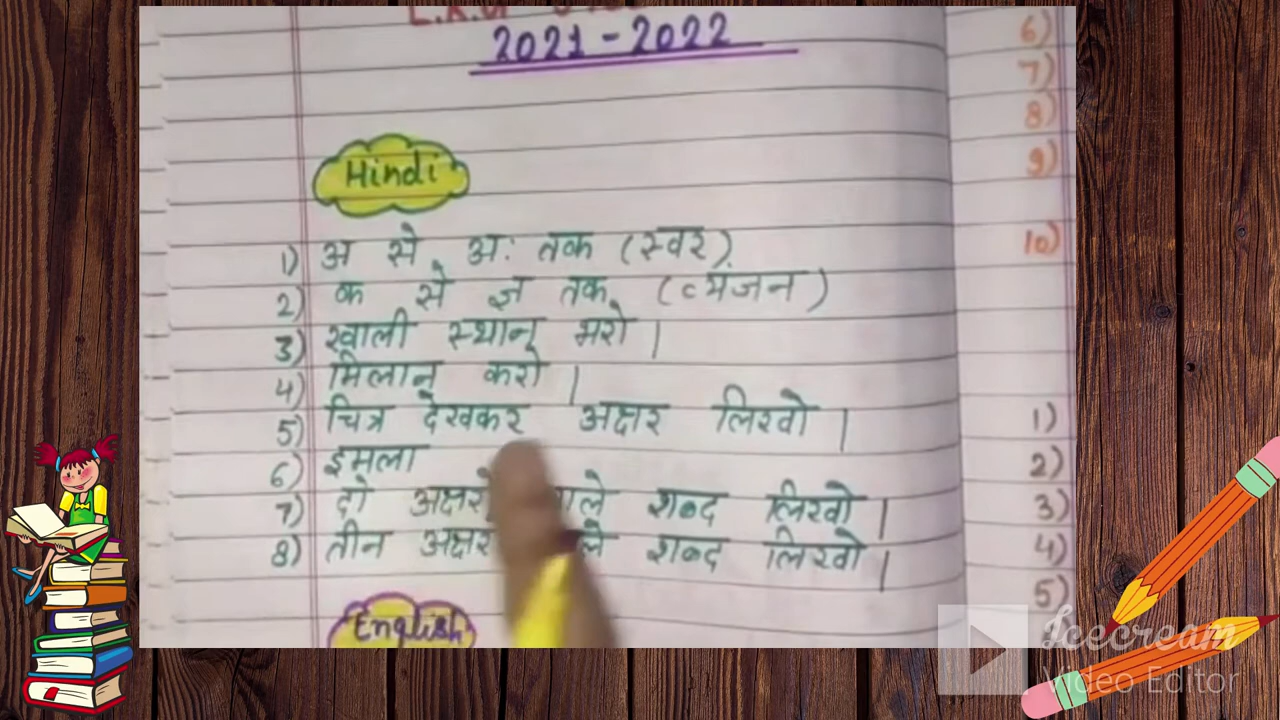 L.K.G
2021-2022
Hindi
1) अ से अः तक (स्वर)
2) क से ज्ञ तक (व्यंजन)
3) खाली स्थान भरो।
4) मिलान करो।
5) चित्र देखकर अक्षर लिखो।
6) इमला
7) दो अक्षरों शब्द लिखो।
8) तीन शब्द लिखो।
English
6)
7)
8)
9)
10)
1)
2)
3)
4)
5)
Icecream
Video Editor